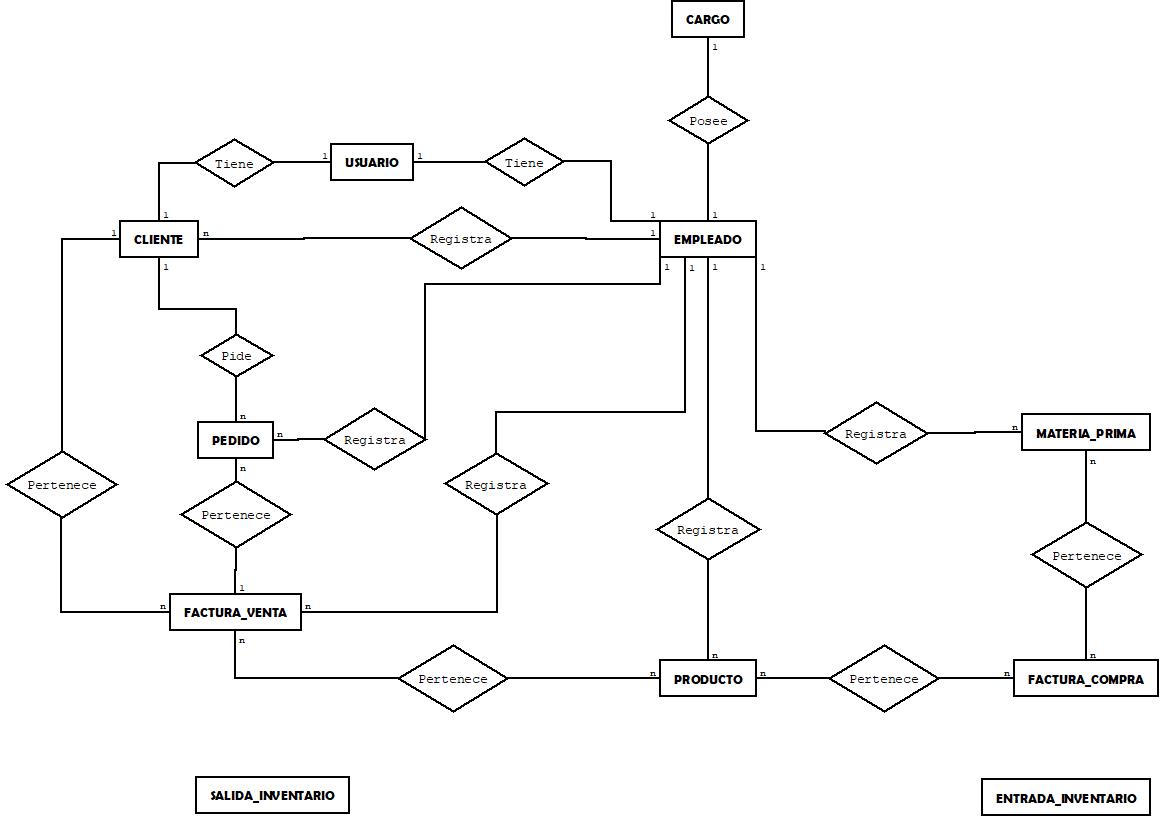 CARGO
1
Posee
Tiene
1
USUARIO
1
Tiene
1
1
1
1
CLIENTE
n
Registra
1
EMPLEADO
1
1
1
1
1
Pide
n
PEDIDO
n
Registra
Registra
n
MATERIA_PRIMA
n
n
Pertenece
Registra
Pertenece
Registra
Pertenece
1
n
FACTURA_VENTA
n
n
n
n
Pertenece
n
PRODUCTO
n
Pertenece
n
FACTURA_COMPRA
SALIDA_INVENTARIO
ENTRADA_INVENTARIO